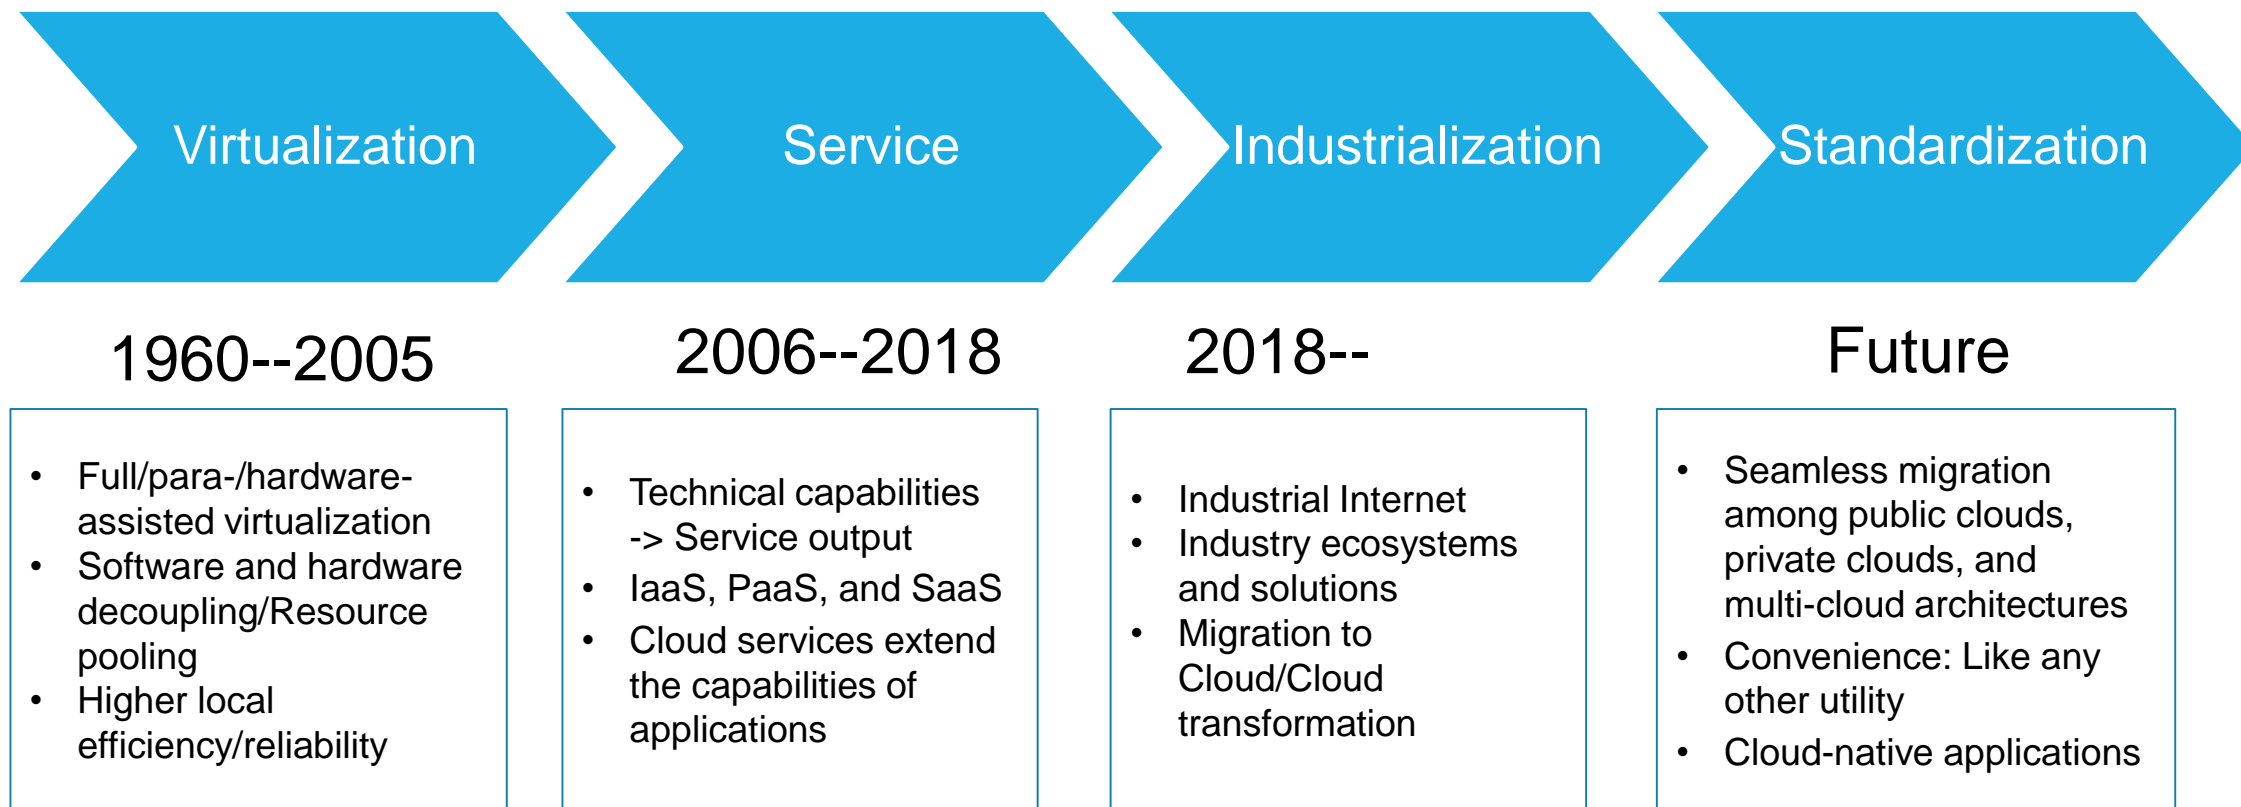 Virtualization
Service
Industrialization
Standardization
1960--2005
2006--2018
2018--
Future
• Full/para-/hardware-
assisted virtualization
• Software and hardware
decoupling/Resource
pooling
• Higher local
efficiency/reliability
• Technical capabilities
-> Service output
• IaaS, PaaS, and SaaS
• Cloud services extend
the capabilities of
applications
• Industrial Internet
• Industry ecosystems
and solutions
• Migration to
Cloud/Cloud
transformation
• Seamless migration
among public clouds,
private clouds, and
multi-cloud architectures
• Convenience: Like any
other utility
• Cloud-native applications